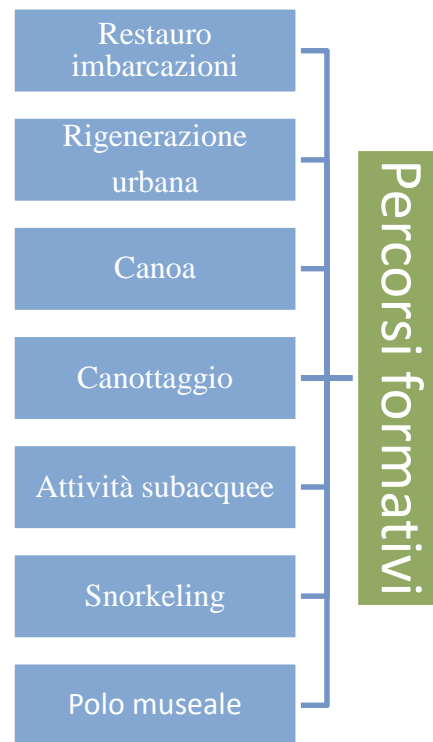 Restauro
imbarcazioni
Rigenerazione
urbana
Canoa
Canottaggio
Attività subacquee
Snorkeling
Polo museale
Percorsi formativi